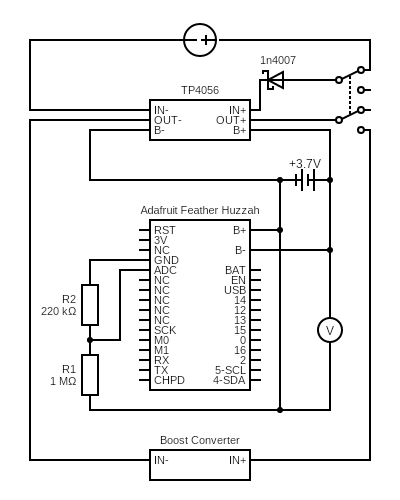 1n4007
TP4056
IN- IN+
OUT- OUT+
B- B+
+3.7V
Adafruit Feather Huzzah
RST B+
3V
NC B-
GND
ADC BAT
NC EN
NC USB
NC 14
NC 12
NC 13
SCK 15
M0 0
M1 16
RX 2
TX 5-SCL
CHPD 4-SDA
R2
220 kΩ
V
R1
1 MΩ
Boost Converter
IN- IN+